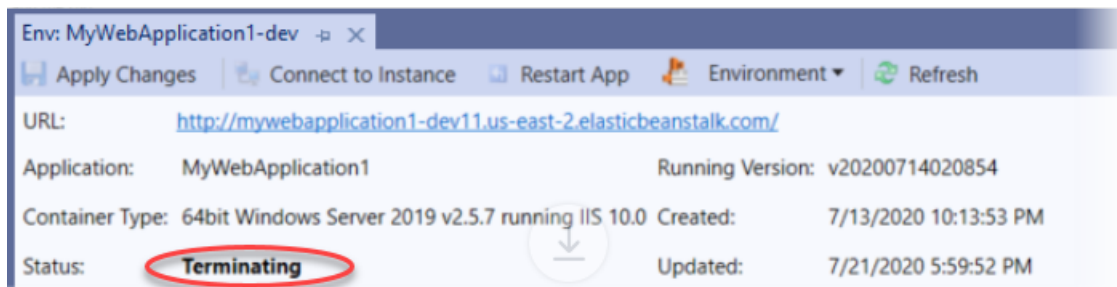 Env: MyWebApplication1-dev
Apply Changes Connect to Instance Restart App Environment Refresh
URL: http://mywebapplication1-dev11.us-east-2.elasticbeanstalk.com/
Application: MyWebApplication1 Running Version: v20200714020854
Container Type: 64bit Windows Server 2019 v2.5.7 running IIS 10.0 Created: 7/13/2020 10:13:53 PM
Status: Terminating Updated: 7/21/2020 5:59:52 PM